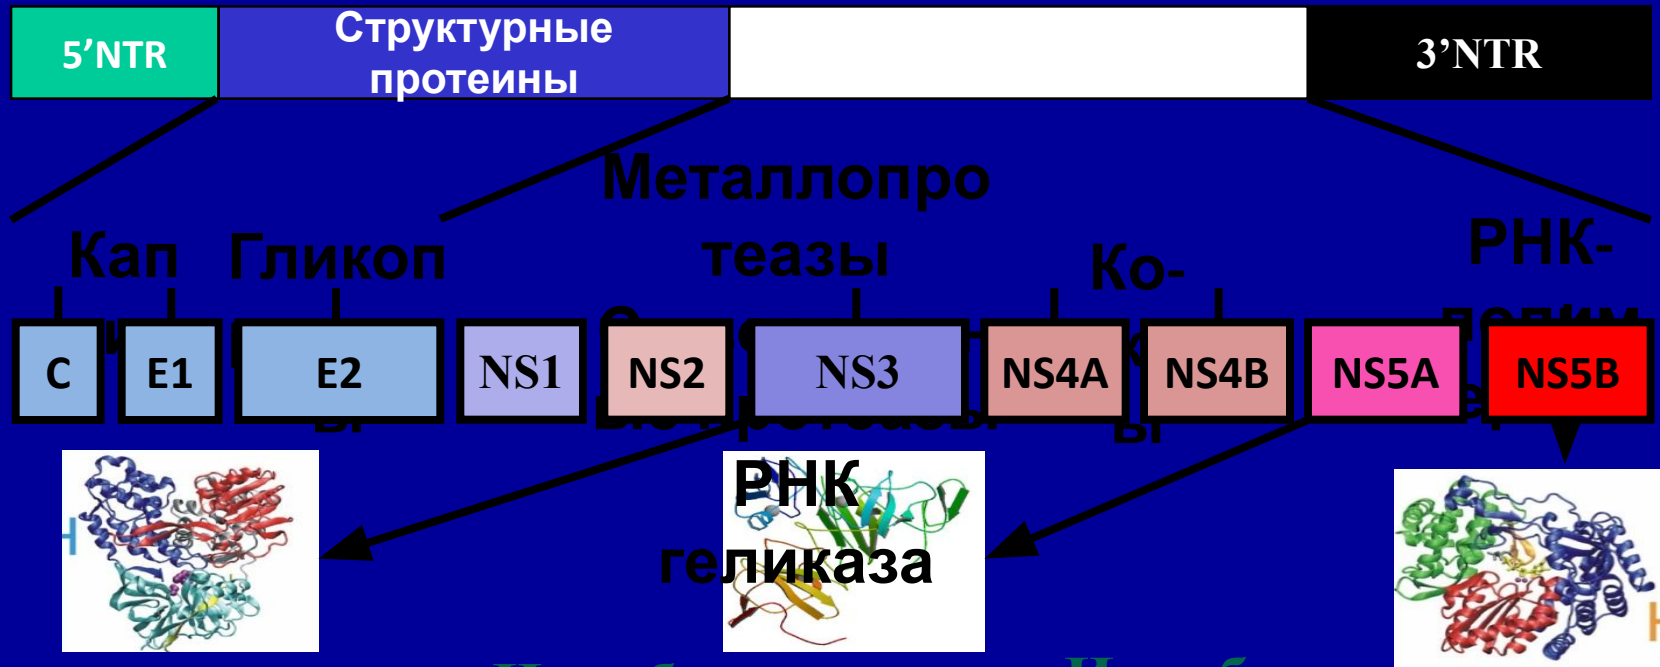 5’NTR
Структурные
протеины
3’NTR
Металлопро
теазы
Кап
Гликоп
Ко-
РНК-
C
E1
E2
NS1
NS2
NS3
NS4A
NS4B
NS5A
NS5B
ы
ы
РНК
геликаза